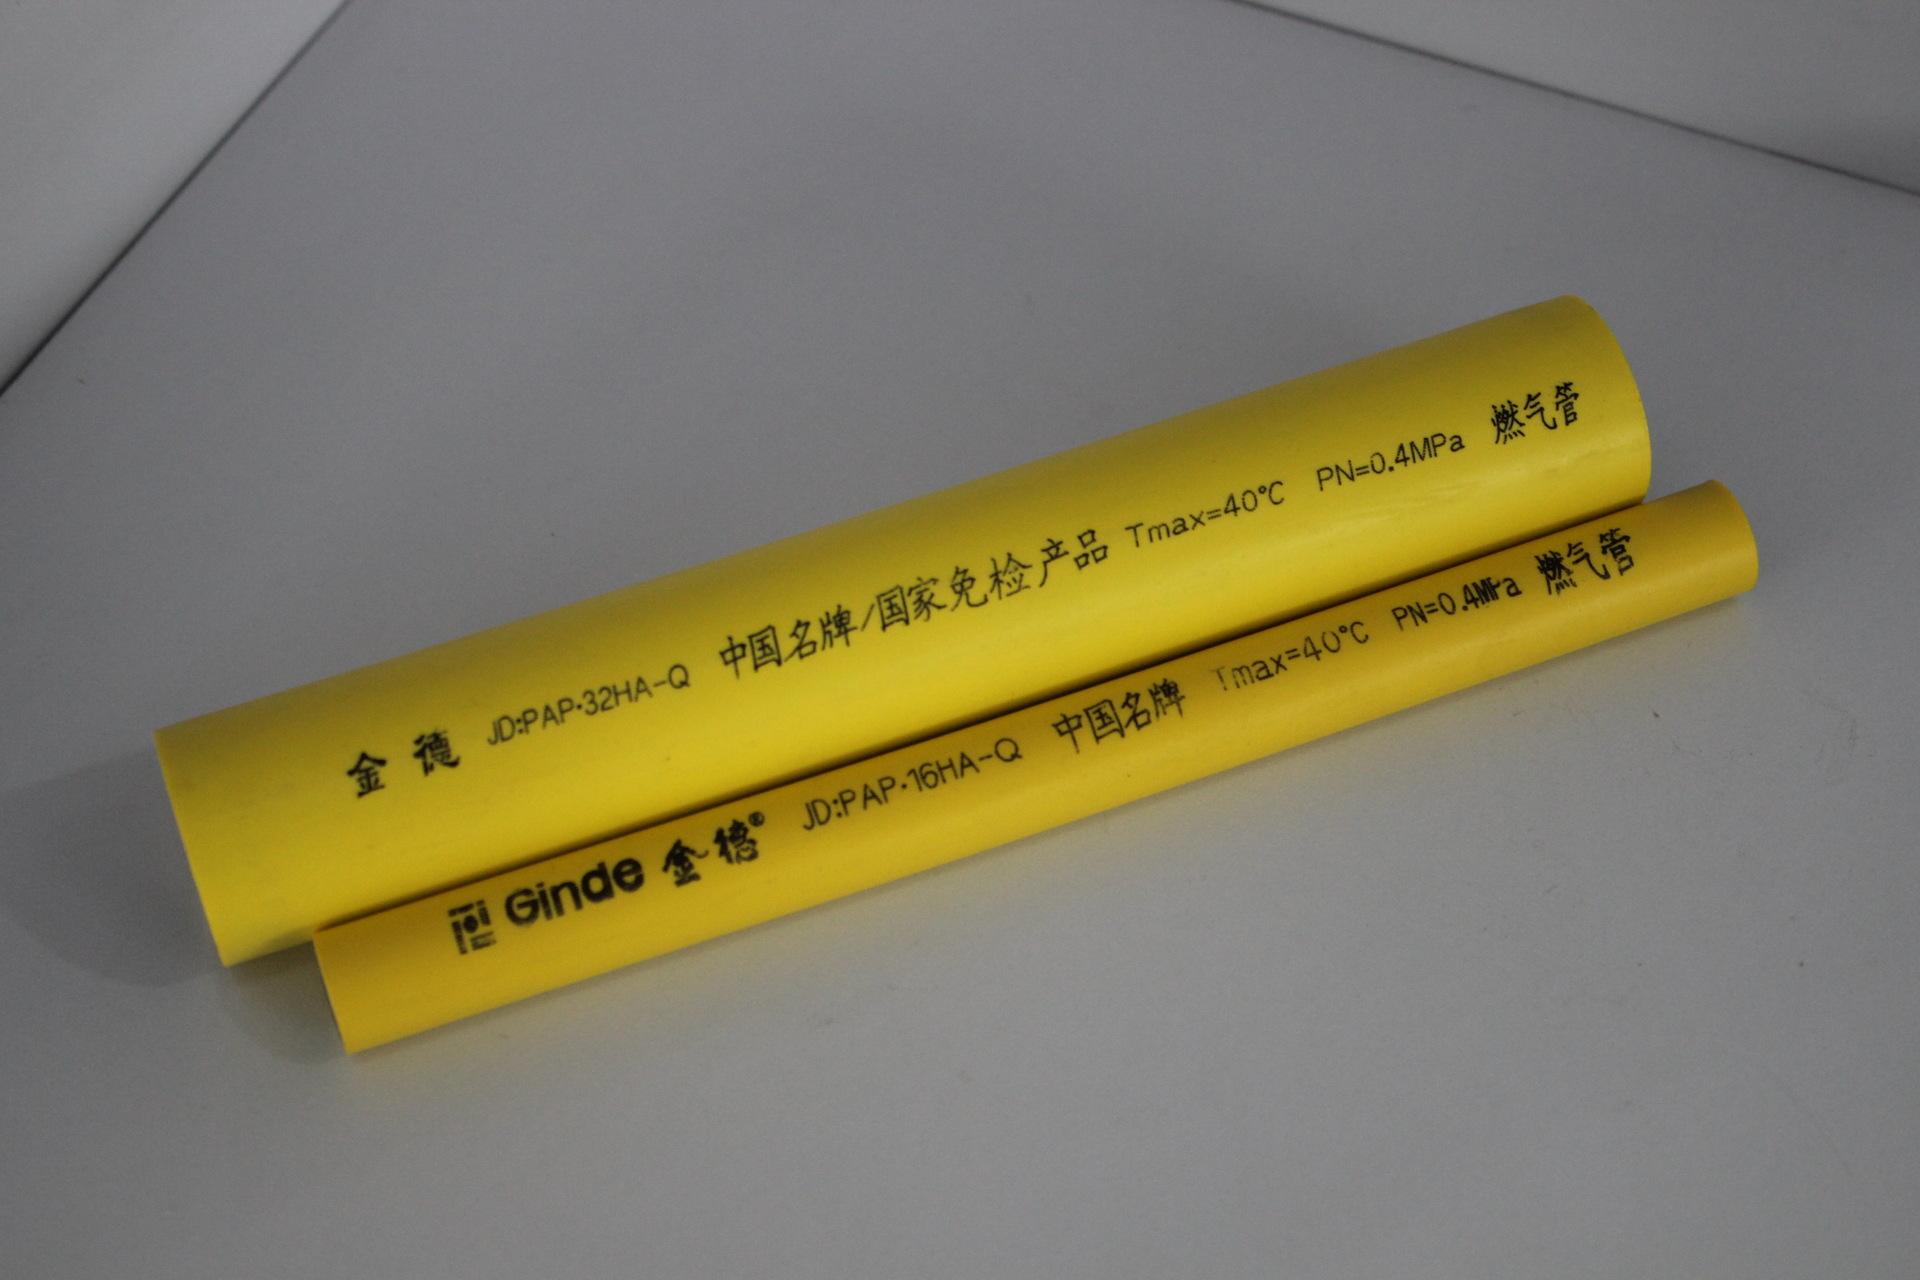 金德 JD:PAP·32HA-Q 中国名牌/国家免检产品 Tmax=40℃ PN=0.4MPa 燃气管
Ginde 金德® JD:PAP·16HA-Q 中国名牌 Tmax=40℃ PN=0.4MPa 燃气管